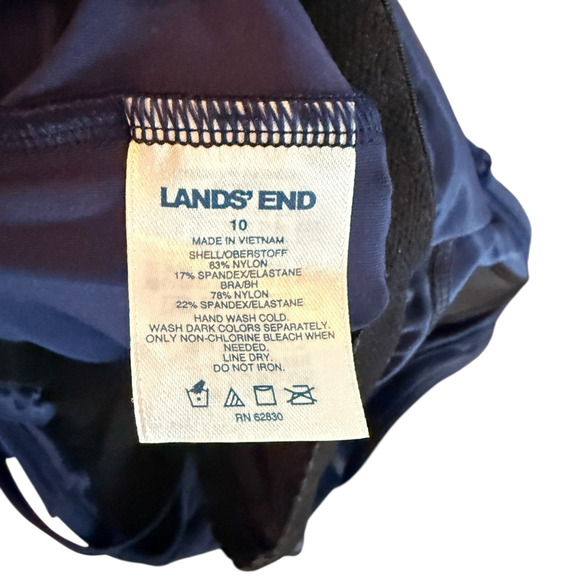 LANDS' END
10
MADE IN VIETNAM
SHELL/OBERSTOFF
83% NYLON
17% SPANDEX/ELASTANE
BRA/BH
78% NYLON
22% SPANDEX/ELASTANE
HAND WASH COLD.
WASH DARK COLORS SEPARATELY.
ONLY NON-CHLORINE BLEACH WHEN
NEEDED.
LINE DRY.
DO NOT IRON.
RN 62830